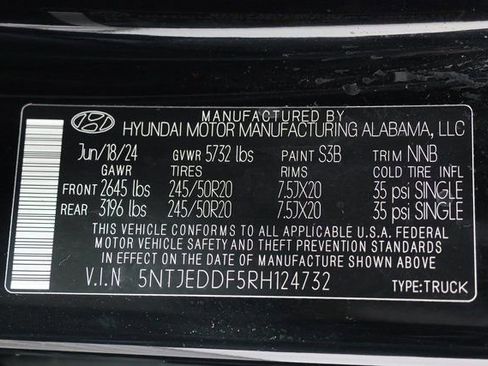 MANUFACTURED BY
HYUNDAI MOTOR MANUFACTURING ALABAMA, LLC
Jun/18/24 GVWR 5732 lbs PAINT S3B TRIM NNB
GAWR TIRES RIMS COLD TIRE INFL
FRONT 2645 lbs 245/50R20 7.5JX20 35 psi SINGLE
REAR 3196 lbs 245/50R20 7.5JX20 35 psi SINGLE
THIS VEHICLE CONFORMS TO ALL APPLICABLE U.S.A. FEDERAL
MOTOR VEHICLE SAFETY AND THEFT PREVENTION STANDARDS
IN EFFECT ON THE DATE OF MANUFACTURE SHOWN ABOVE
V.I.N 5NTJEDDF5RH124732 TYPE:TRUCK